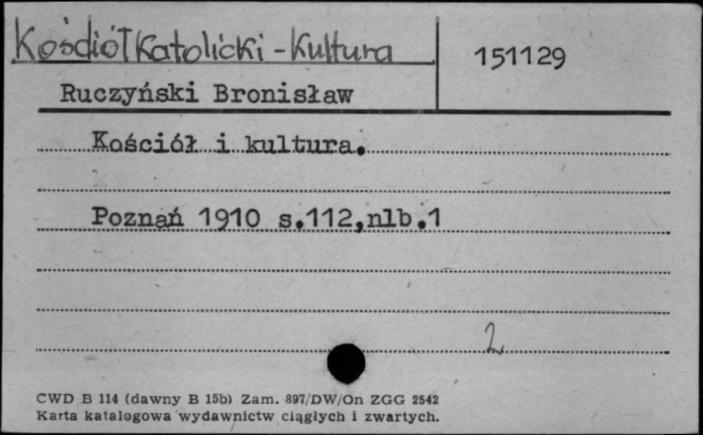 Kościół Katolicki - Kultura
151129
Ruczyński Bronisław
Kościół i kultura.
Poznań 1910 s.112,nlb.1
2
CWD B 114 (dawny B 15b) Zam. 897/DW/On ZGG 2542
Karta katalogowa wydawnictw ciągłych i zwartych.